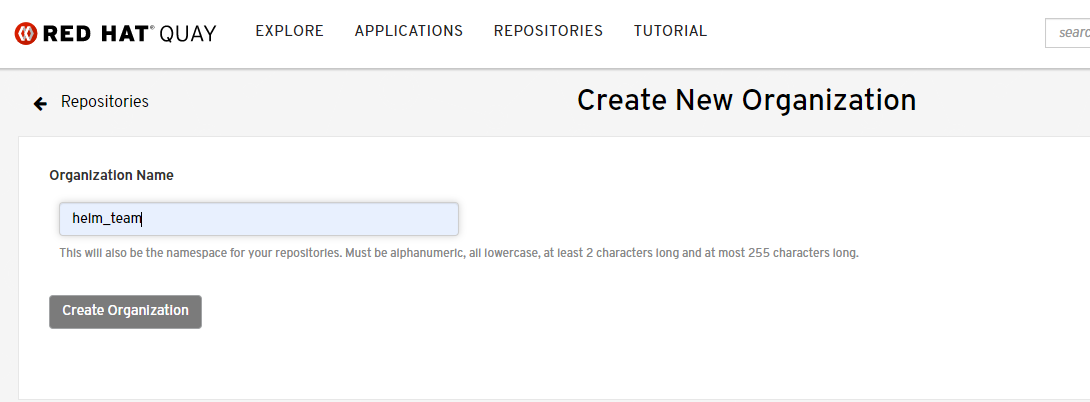 RED HAT® QUAY EXPLORE APPLICATIONS REPOSITORIES TUTORIAL searc
Repositories Create New Organization
Organization Name
helm_team
This will also be the namespace for your repositories. Must be alphanumeric, all lowercase, at least 2 characters long and at most 255 characters long.
Create Organization